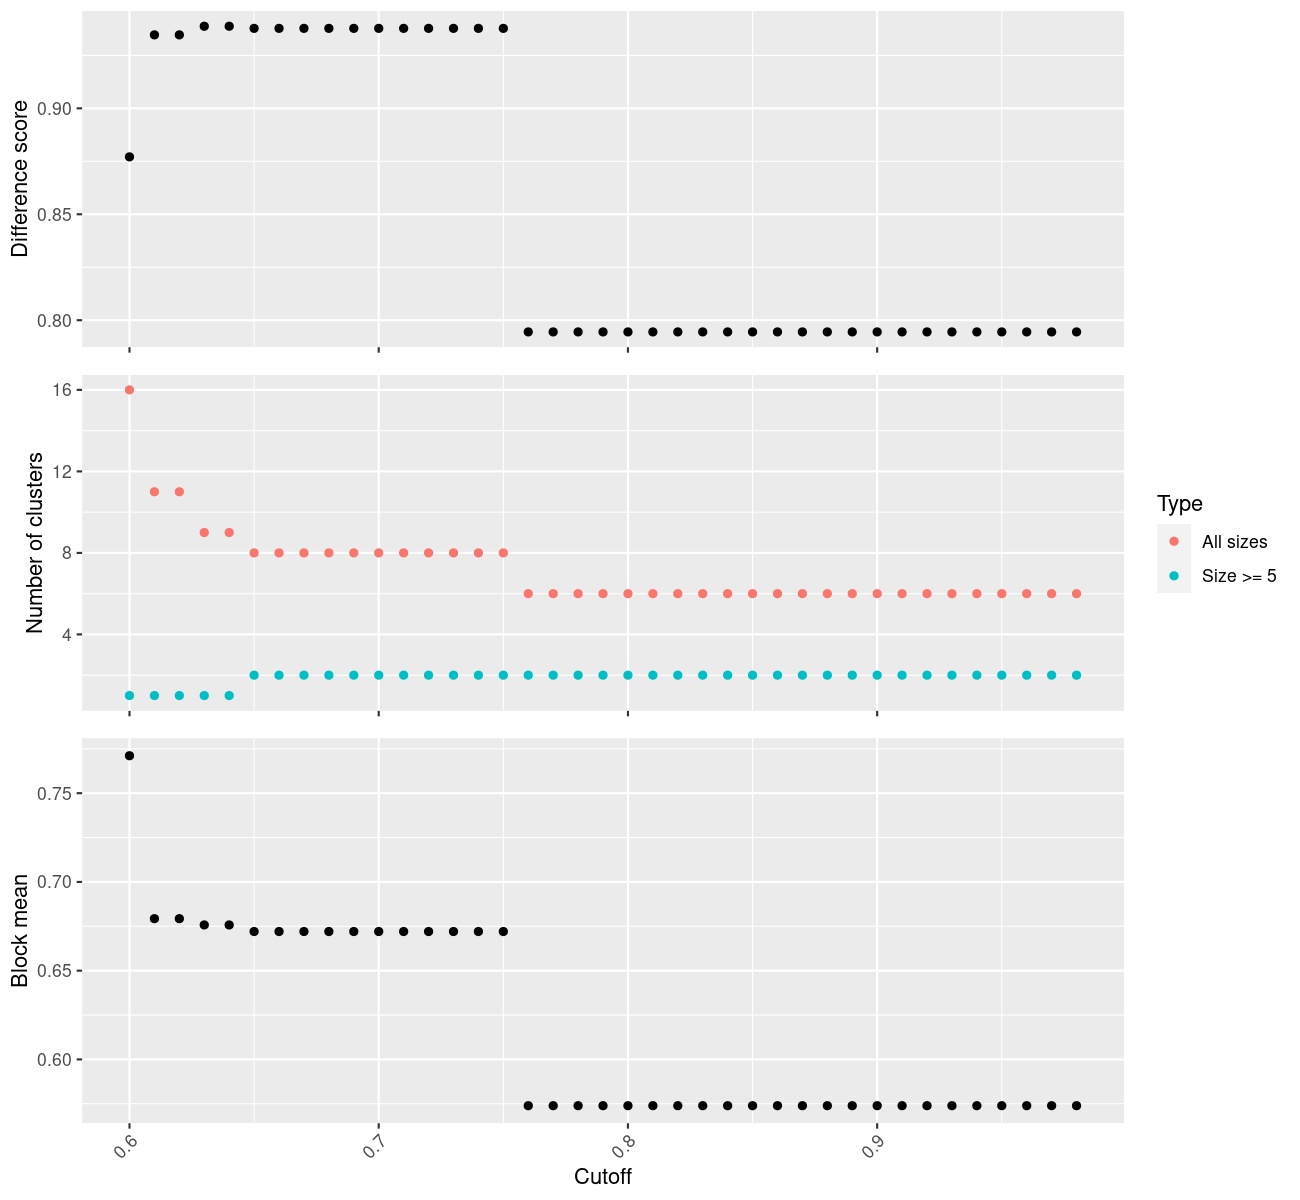 Difference score
0.90
0.85
0.80
Number of clusters
16
12
8
4
Type
All sizes
Size >= 5
Block mean
0.75
0.70
0.65
0.60
0.6
0.7
0.8
0.9
Cutoff